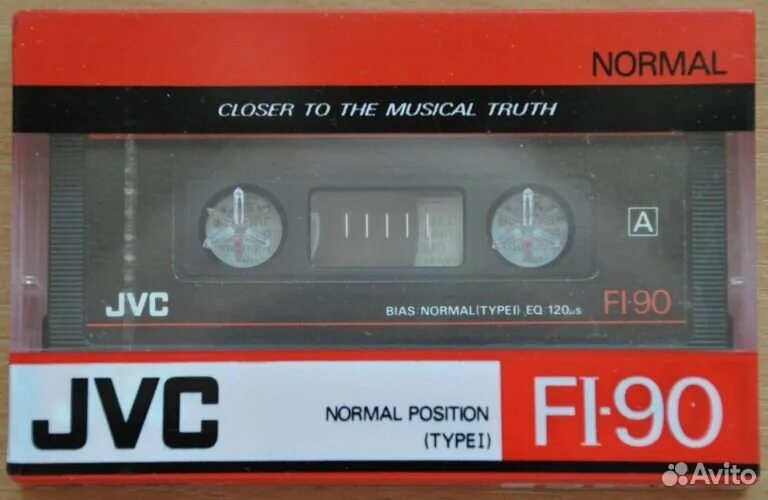 NORMAL
CLOSER TO THE MUSICAL TRUTH
A
JVC
BIAS:NORMAL(TYPEI) EQ:120µs
FI-90
JVC
NORMAL POSITION
(TYPEI)
FI-90
Avito